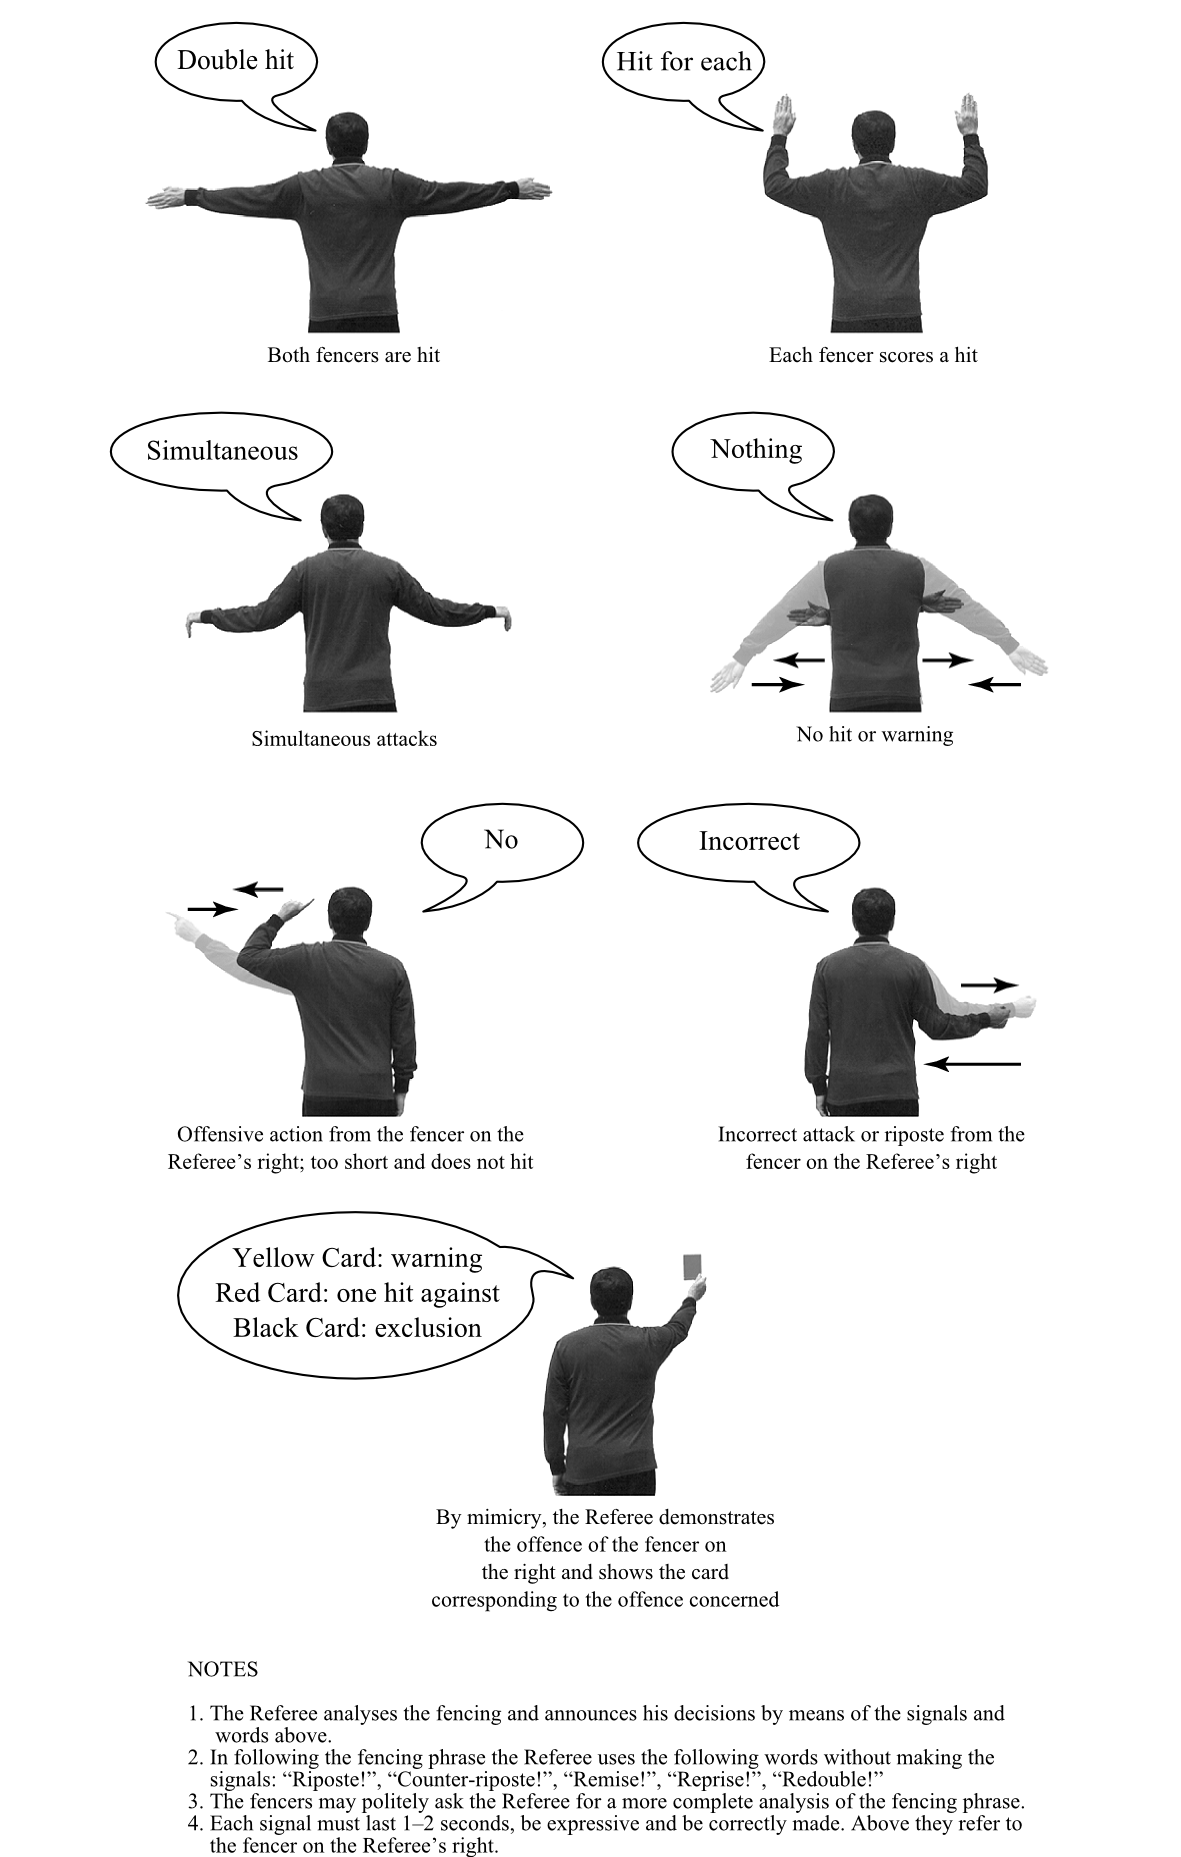 Double hit
Hit for each
Both fencers are hit
Each fencer scores a hit
Simultaneous
Nothing
Simultaneous attacks
No hit or warning
No
Incorrect
Offensive action from the fencer on the
Referee’s right; too short and does not hit
Incorrect attack or riposte from the
fencer on the Referee’s right
Yellow Card: warning
Red Card: one hit against
Black Card: exclusion
By mimicry, the Referee demonstrates
the offence of the fencer on
the right and shows the card
corresponding to the offence concerned
NOTES
1. The Referee analyses the fencing and announces his decisions by means of the signals and
words above.
2. In following the fencing phrase the Referee uses the following words without making the
signals: “Riposte!”, “Counter-riposte!”, “Remise!”, “Reprise!”, “Redouble!”
3. The fencers may politely ask the Referee for a more complete analysis of the fencing phrase.
4. Each signal must last 1–2 seconds, be expressive and be correctly made. Above they refer to
the fencer on the Referee’s right.